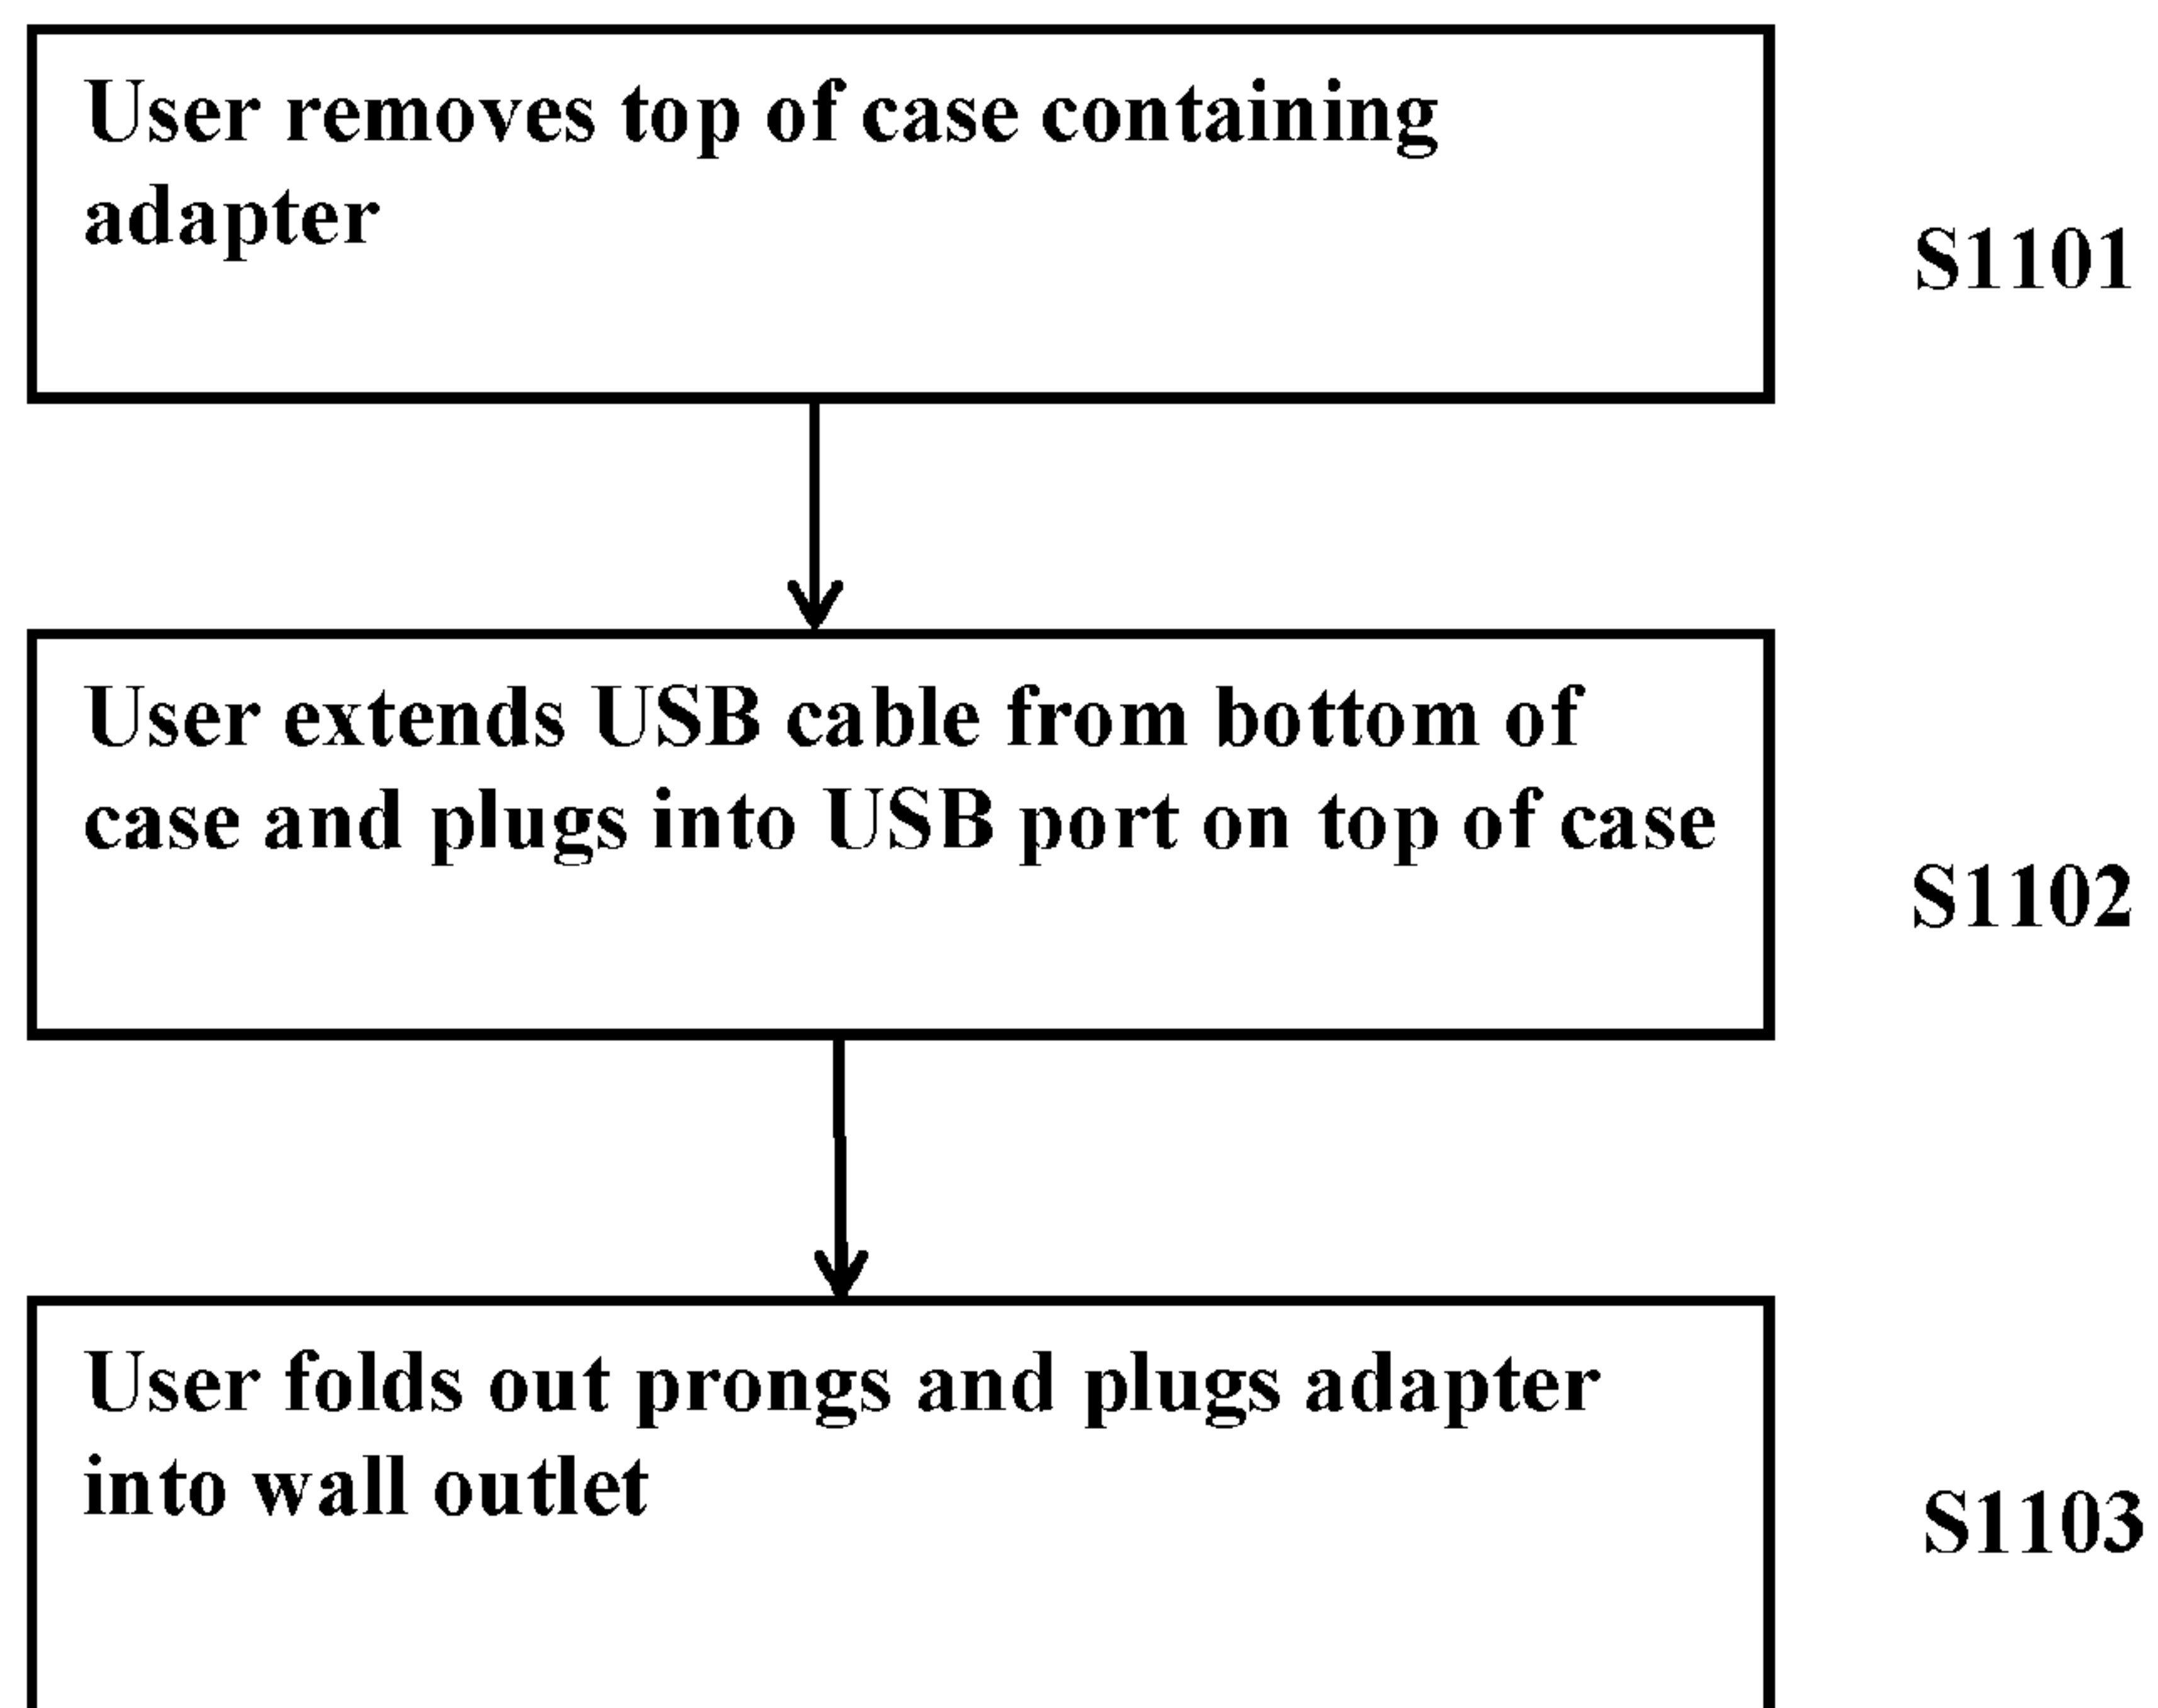 User removes top of case containing
adapter
S1101
User extends USB cable from bottom of
case and plugs into USB port on top of case
S1102
User folds out prongs and plugs adapter
into wall outlet
S1103